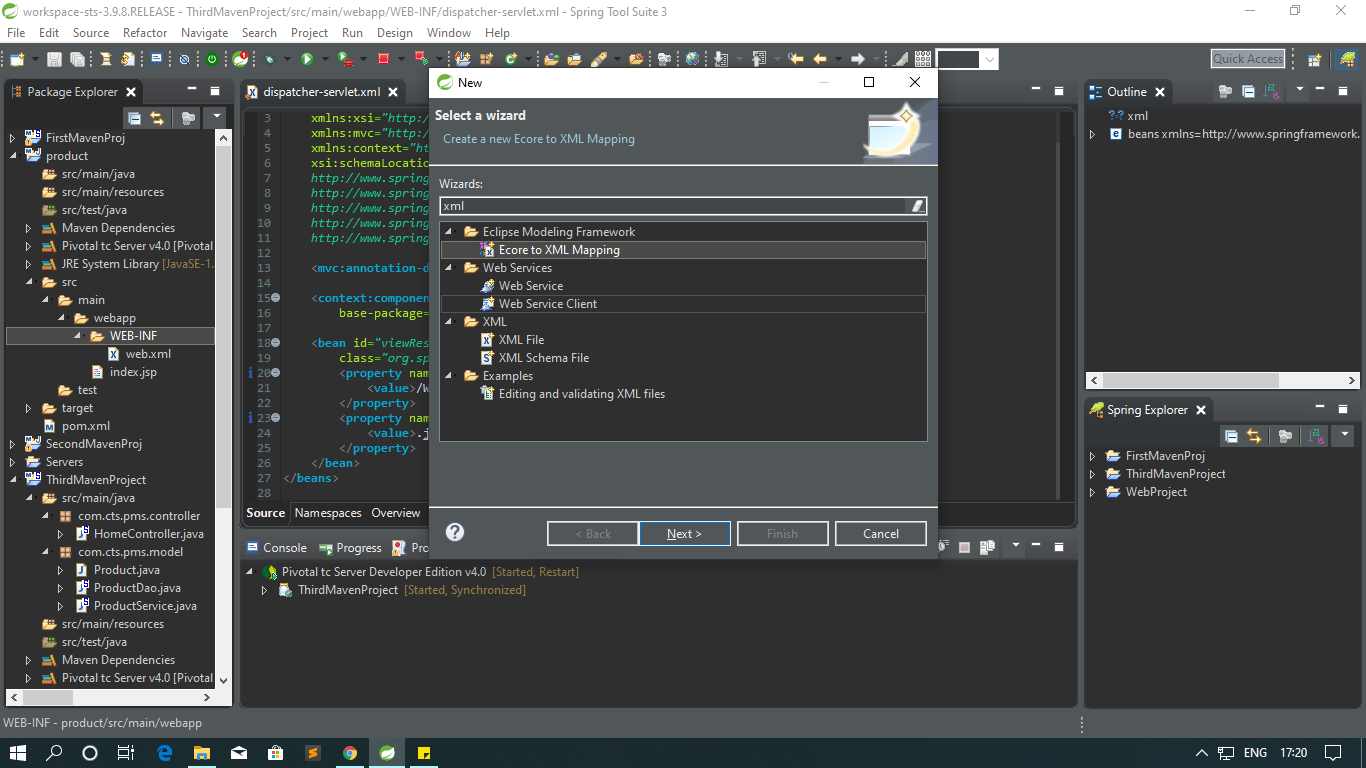 workspace-sts-3.9.8.RELEASE - ThirdMavenProject/src/main/webapp/WEB-INF/dispatcher-servlet.xml - Spring Tool Suite 3
File Edit Source Refactor Navigate Search Project Run Design Window Help
Quick Access
Package Explorer
FirstMavenProj
product
src/main/java
src/main/resources
src/test/java
Maven Dependencies
Pivotal tc Server v4.0 [Pivotal
JRE System Library [JavaSE-1.
src
main
webapp
WEB-INF
web.xml
index.jsp
test
target
pom.xml
SecondMavenProj
Servers
ThirdMavenProject
src/main/java
com.cts.pms.controller
HomeController.java
com.cts.pms.model
Product.java
ProductDao.java
ProductService.java
src/main/resources
src/test/java
Maven Dependencies
Pivotal tc Server v4.0 [Pivotal
dispatcher-servlet.xml
3 xmlns:xsi="http:/
4 xmlns:mvc="http:/
5 xmlns:context="ht
6 xsi:schemaLocatio
7 http://www.spring
8 http://www.spring
9 http://www.spring
10 http://www.spring
11 http://www.spring
12
13 <mvc:annotation-d
14
15 <context:componen
16 base-package=
17
18 <bean id="viewRes
19 class="org.sp
20 <property nam
21 <value>/W
22 </property>
23 <property nam
24 <value>.j
25 </property>
26 </bean>
27 </beans>
28
Source Namespaces Overview
New
Select a wizard
Create a new Ecore to XML Mapping
Wizards:
xml
Eclipse Modeling Framework
Ecore to XML Mapping
Web Services
Web Service
Web Service Client
XML
XML File
XML Schema File
Examples
Editing and validating XML files
< Back
Next >
Finish
Cancel
Console Progress Pro
Pivotal tc Server Developer Edition v4.0 [Started, Restart]
ThirdMavenProject [Started, Synchronized]
Outline
xml
beans xmlns=http://www.springframework.
Spring Explorer
FirstMavenProj
ThirdMavenProject
WebProject
WEB-INF - product/src/main/webapp
ENG 17:20